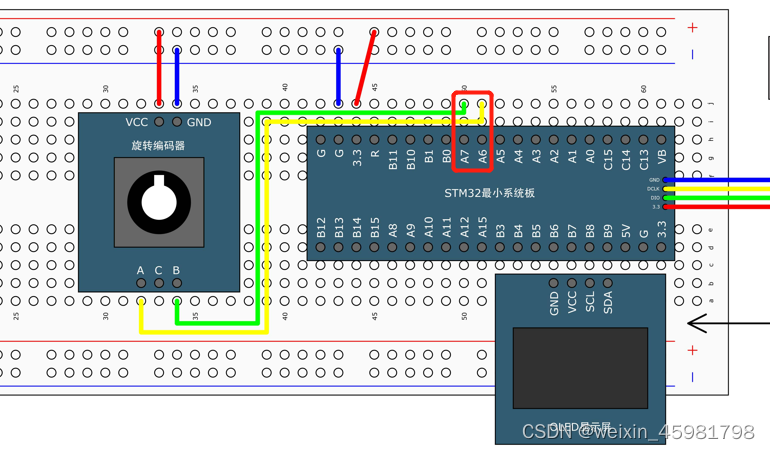 +
−
25 30 35 40 45 50 55 60
j
i
h
g
f
VCC GND
旋转编码器
A C B
G G 3.3 R B11 B10 B1 B0 A7 A6 A5 A4 A3 A2 A1 A0 C15 C14 C13 VB
STM32最小系统板
GND
DCLK
DIO
3.3
B12 B13 B14 B15 A8 A9 A10 A11 A12 A15 B3 B4 B5 B6 B7 B8 B9 5V G 3.3
e
d
c
b
a
GND VCC SCL SDA
25 30 35 40 45 50
+
−
OLED显示屏
CSDN @weixin_45981798